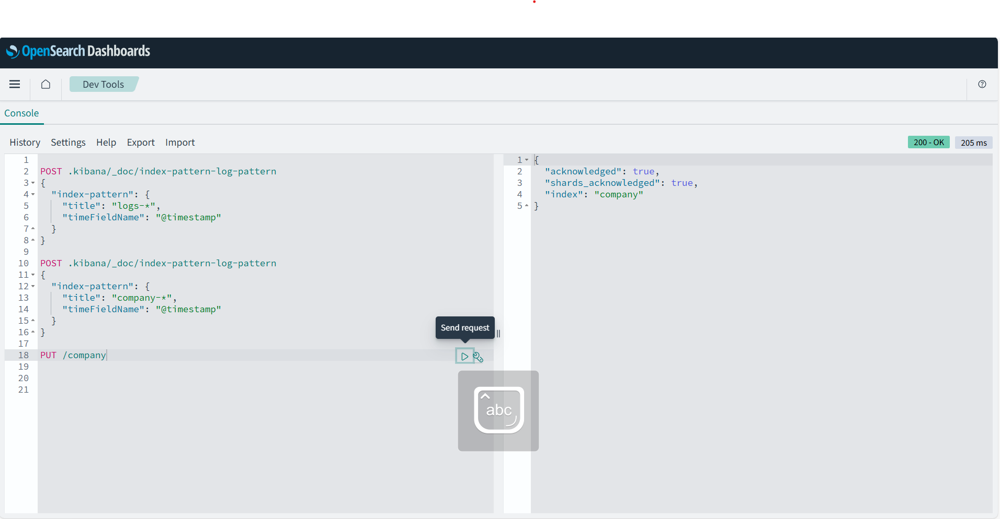 OpenSearch Dashboards
Dev Tools
Console
History Settings Help Export Import
200 - OK 205 ms
1
2 POST .kibana/_doc/index-pattern-log-pattern
3 {
4 "index-pattern": {
5 "title": "logs-*",
6 "timeFieldName": "@timestamp"
7 }
8 }
9
10 POST .kibana/_doc/index-pattern-log-pattern
11 {
12 "index-pattern": {
13 "title": "company-*",
14 "timeFieldName": "@timestamp"
15 }
16 }
17
18 PUT /company
19
20
21
Send request
abc
1 {
2 "acknowledged": true,
3 "shards_acknowledged": true,
4 "index": "company"
5 }